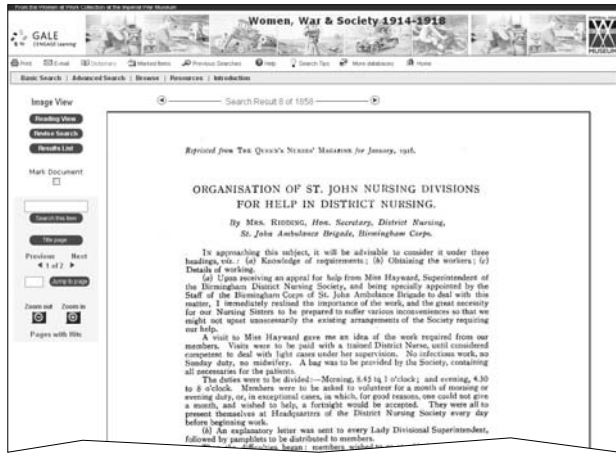 From the Women at Work Collection at the Imperial War Museum
Women, War & Society 1914-1918
GALE
CENGAGE Learning
MUSEUM
Print E-mail Dictionary Marked Items Previous Searches Help Search Tips More databases Home
Basic Search | Advanced Search | Browse | Resources | Introduction
Image View
Search Result 6 of 1858
Reading View
Revise Search
Results List
Mark Document
Search this item
Title page
Previous Next
1 of 2
Jump to page
Zoom out Zoom in
Pages with Hits
Reprinted from THE QUEEN'S NURSES' MAGAZINE for January, 1916.
ORGANISATION OF ST. JOHN NURSING DIVISIONS
FOR HELP IN DISTRICT NURSING.
By MRS. RIDDING, Hon. Secretary, District Nursing,
St. John Ambulance Brigade, Birmingham Corps.
IN approaching this subject, it will be advisable to consider it under three
headings, viz.: (a) Knowledge of requirements; (b) Obtaining the workers; (c)
Details of working.
(a) Upon receiving an appeal for help from Miss Hayward, Superintendent of
the Birmingham District Nursing Society, and being specially appointed by the
Staff of the Birmingham Corps of St. John Ambulance Brigade to deal with this
matter, I immediately realised the importance of the work, and the great necessity
for our Nursing Sisters to be prepared to suffer various inconveniences so that we
might not upset unnecessarily the existing arrangements of the Society requiring
our help.
A visit to Miss Hayward gave me an idea of the work required from our
members. Visits were to be paid with a trained District Nurse, until considered
competent to deal with light cases under her supervision. No infectious work, no
Sunday duty, no midwifery. A bag was to be provided by the Society, containing
all necessaries for the patients.
The duties were to be divided:—Morning, 8.45 to 1 o'clock; and evening, 4.30
to 8 o'clock. Members were to be asked to volunteer for a month of morning or
evening duty, or, in exceptional cases, in which, for good reasons, one could not give
a month, and wished to help, a fortnight would be accepted. They were all to
present themselves at Headquarters of the District Nursing Society every day
before beginning work.
(b) An explanatory letter was sent to every Lady Divisional Superintendent,
followed by pamphlets to be distributed to members.
difficulties began: members wished